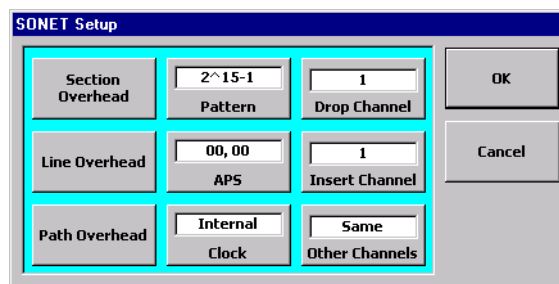 SONET Setup
Section Overhead
2^15-1
Pattern
1
Drop Channel
OK
Line Overhead
00, 00
APS
1
Insert Channel
Cancel
Path Overhead
Internal
Clock
Same
Other Channels